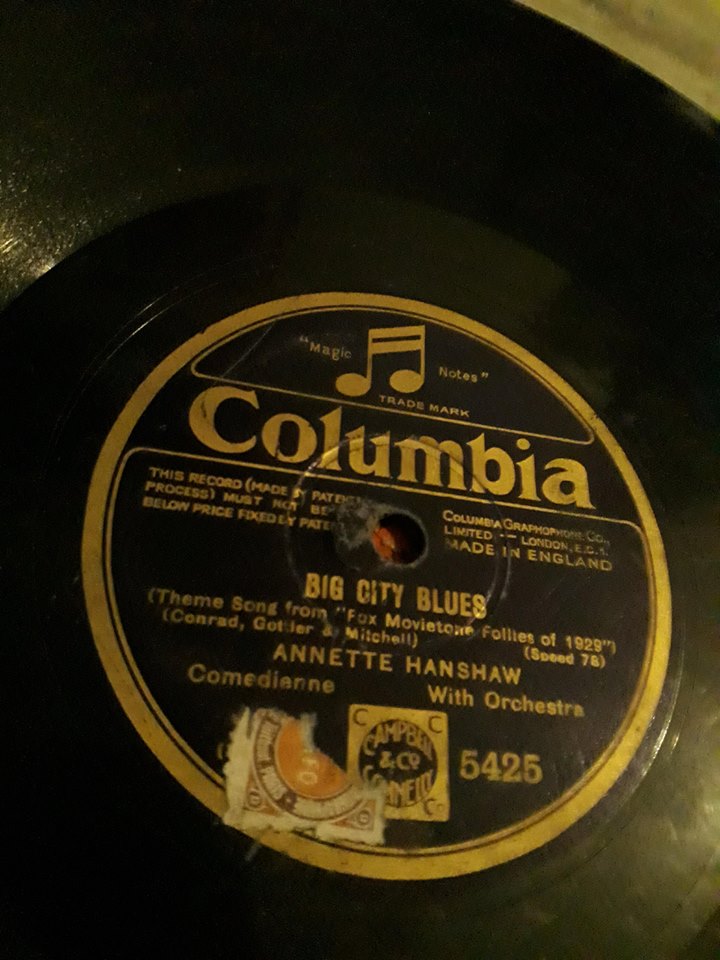 "Magic Notes"
TRADE MARK
Columbia
THIS RECORD (MADE BY PATENT
PROCESS) MUST NOT BE
BELOW PRICE FIXED BY PATE
COLUMBIA GRAPHOPHONE CO.,
LIMITED — LONDON, E.C.1.
MADE IN ENGLAND
BIG CITY BLUES
(Theme Song from "Fox Movietone Follies of 1929")
(Conrad, Gottler & Mitchell)
(Speed 78)
ANNETTE HANSHAW
Comedienne With Orchestra
C C
CAMPBELL
& CO
CONNELLY
Co
5425